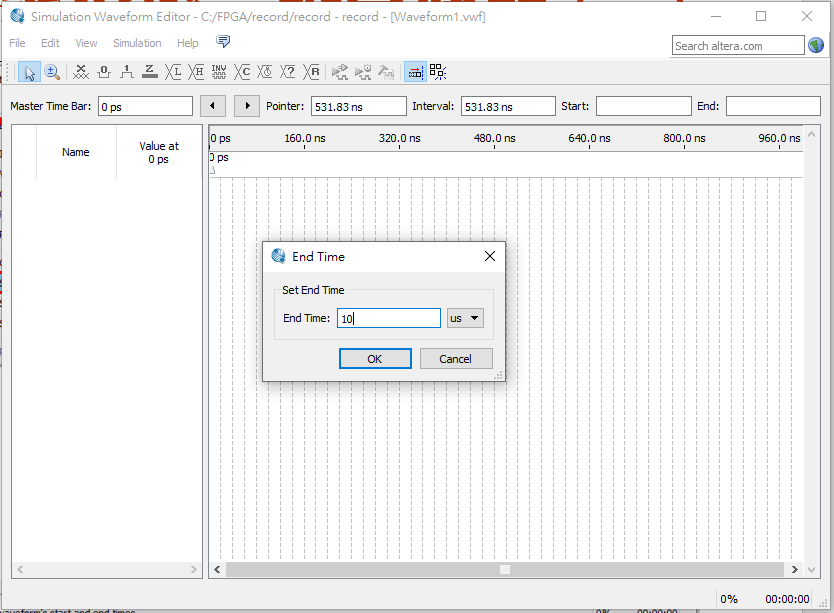 Simulation Waveform Editor - C:/FPGA/record/record - record - [Waveform1.vwf]
File Edit View Simulation Help
Search altera.com
Master Time Bar: 0 ps Pointer: 531.83 ns Interval: 531.83 ns Start: End:
Name
Value at
0 ps
0 ps 160.0 ns 320.0 ns 480.0 ns 640.0 ns 800.0 ns 960.0 ns
0 ps
End Time
Set End Time
End Time: 10 us
OK Cancel
0% 00:00:00